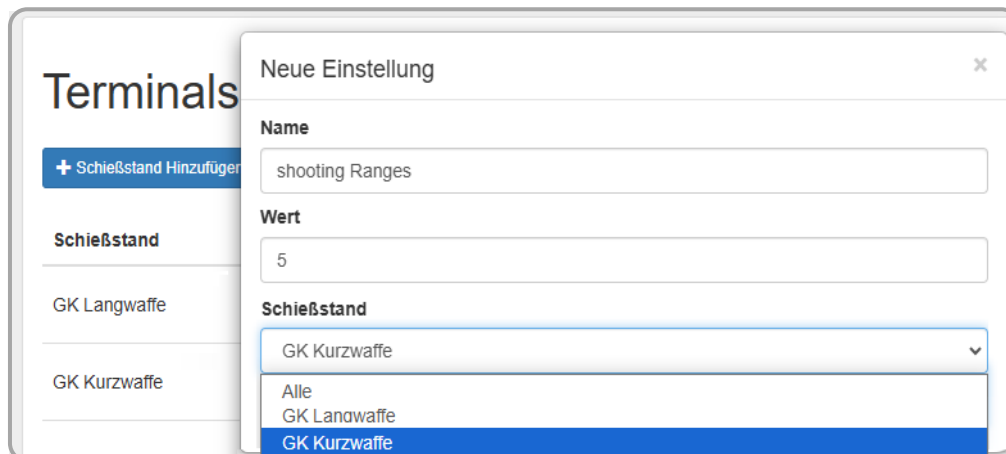 Terminals
+ Schießstand Hinzufüger
Schießstand
GK Langwaffe
GK Kurzwaffe
Neue Einstellung
×
Name
shooting Ranges
Wert
5
Schießstand
GK Kurzwaffe
Alle
GK Langwaffe
GK Kurzwaffe